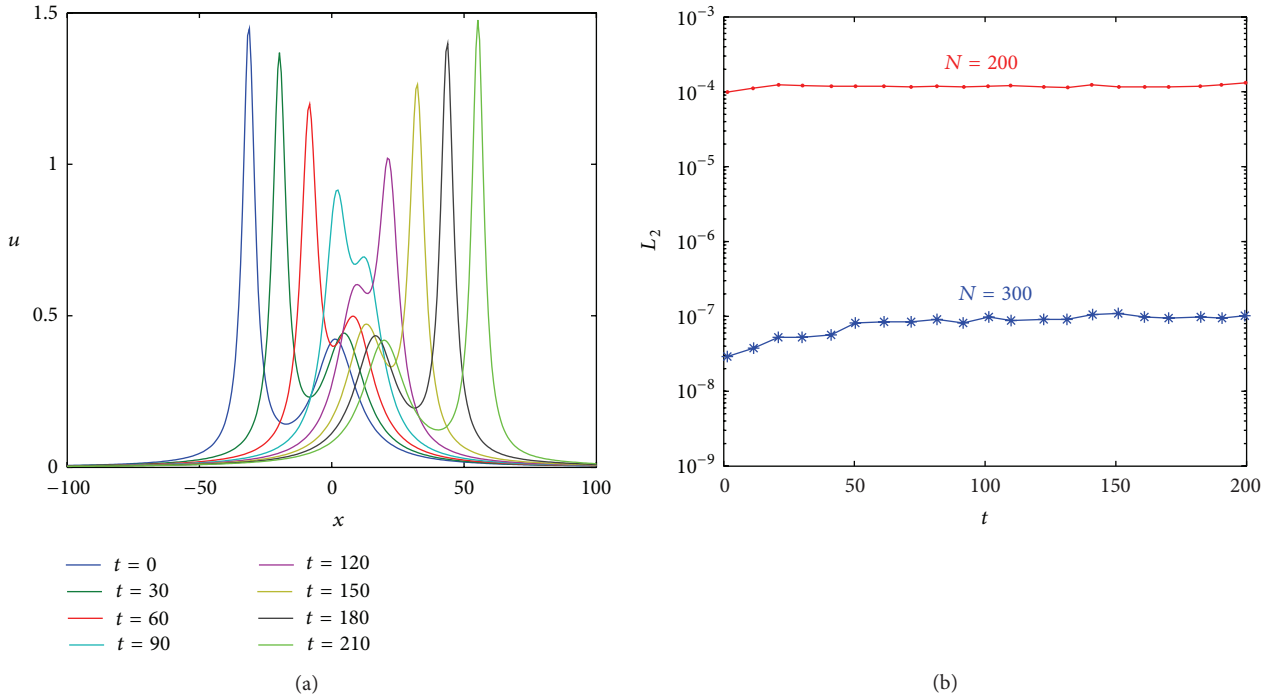 1.5
1
0.5
0
u
−100
−50
0
50
100
x
t = 0
t = 30
t = 60
t = 90
t = 120
t = 150
t = 180
t = 210
(a)
10⁻³
10⁻⁴
10⁻⁵
10⁻⁶
10⁻⁷
10⁻⁸
10⁻⁹
L₂
N = 200
N = 300
0
50
100
150
200
t
(b)